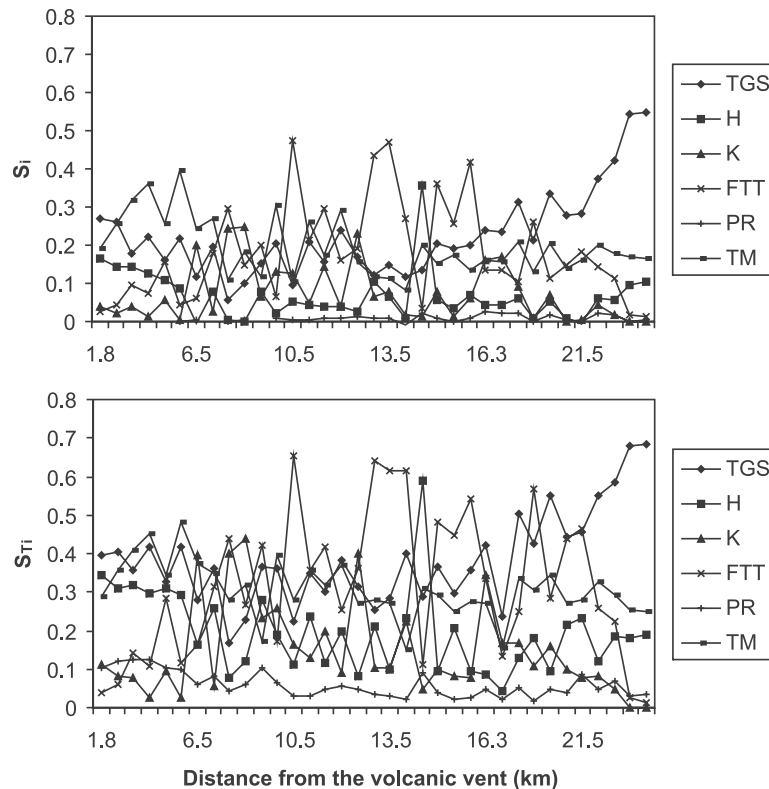 0.8
0.7
0.6
0.5
0.4
0.3
0.2
0.1
0
Si
1.8 6.5 10.5 13.5 16.3 21.5
TGS
H
K
FTT
PR
TM
0.8
0.7
0.6
0.5
0.4
0.3
0.2
0.1
0
STi
1.8 6.5 10.5 13.5 16.3 21.5
Distance from the volcanic vent (km)
TGS
H
K
FTT
PR
TM